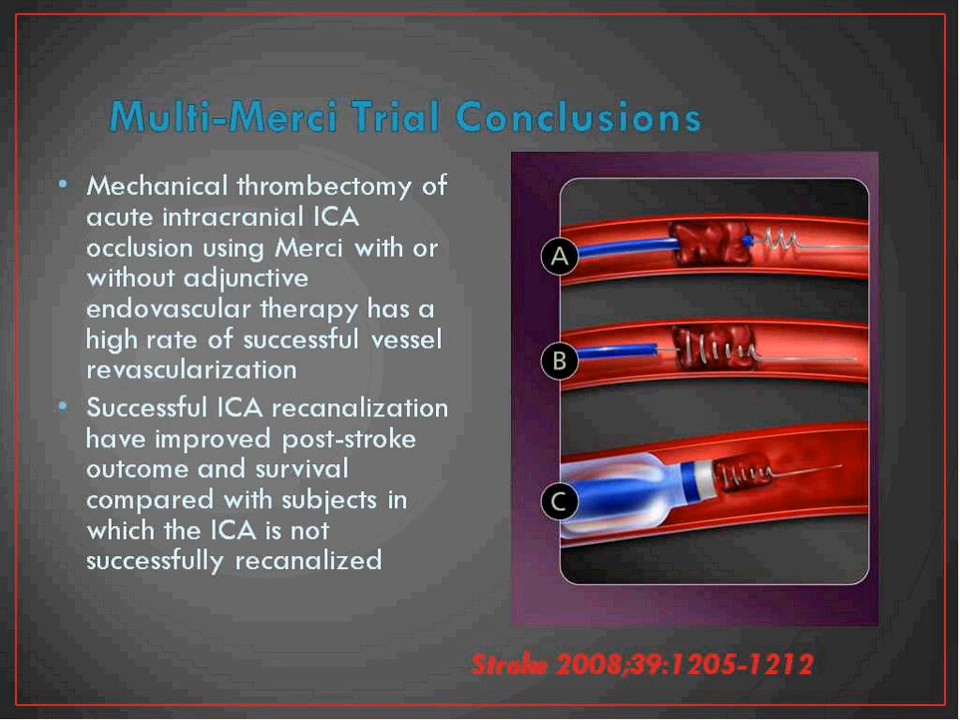 Multi-Merci Trial Conclusions
• Mechanical thrombectomy of
acute intracranial ICA
occlusion using Merci with or
without adjunctive
endovascular therapy has a
high rate of successful vessel
revascularization
• Successful ICA recanalization
have improved post-stroke
outcome and survival
compared with subjects in
which the ICA is not
successfully recanalized
A
B
C
Stroke 2008;39:1205-1212